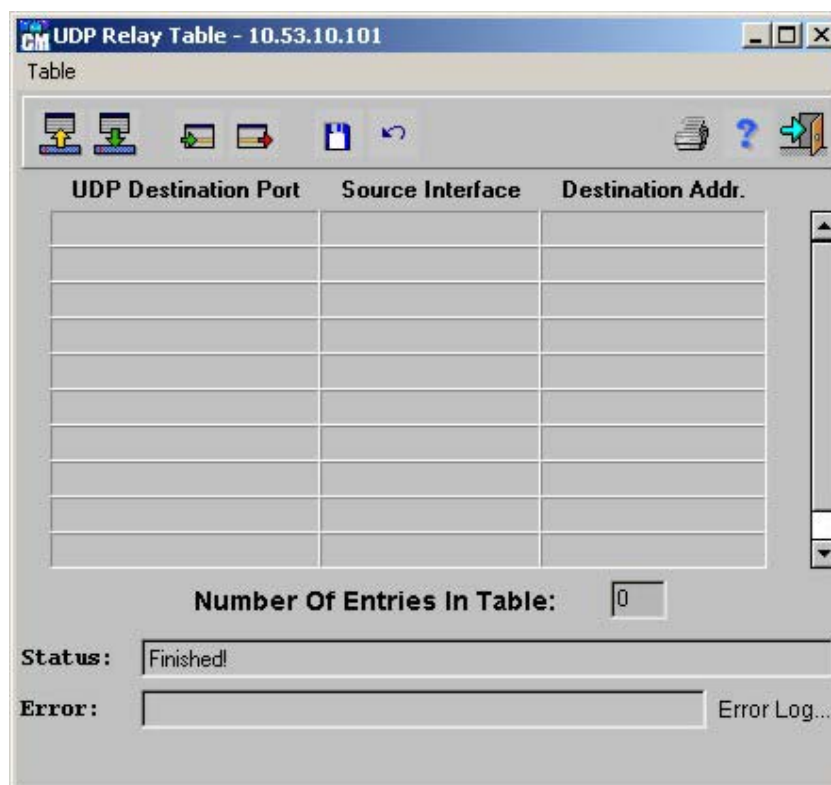 CM UDP Relay Table - 10.53.10.101
Table
?
UDP Destination Port Source Interface Destination Addr.
Number Of Entries In Table: 0
Status: Finished!
Error: Error Log...